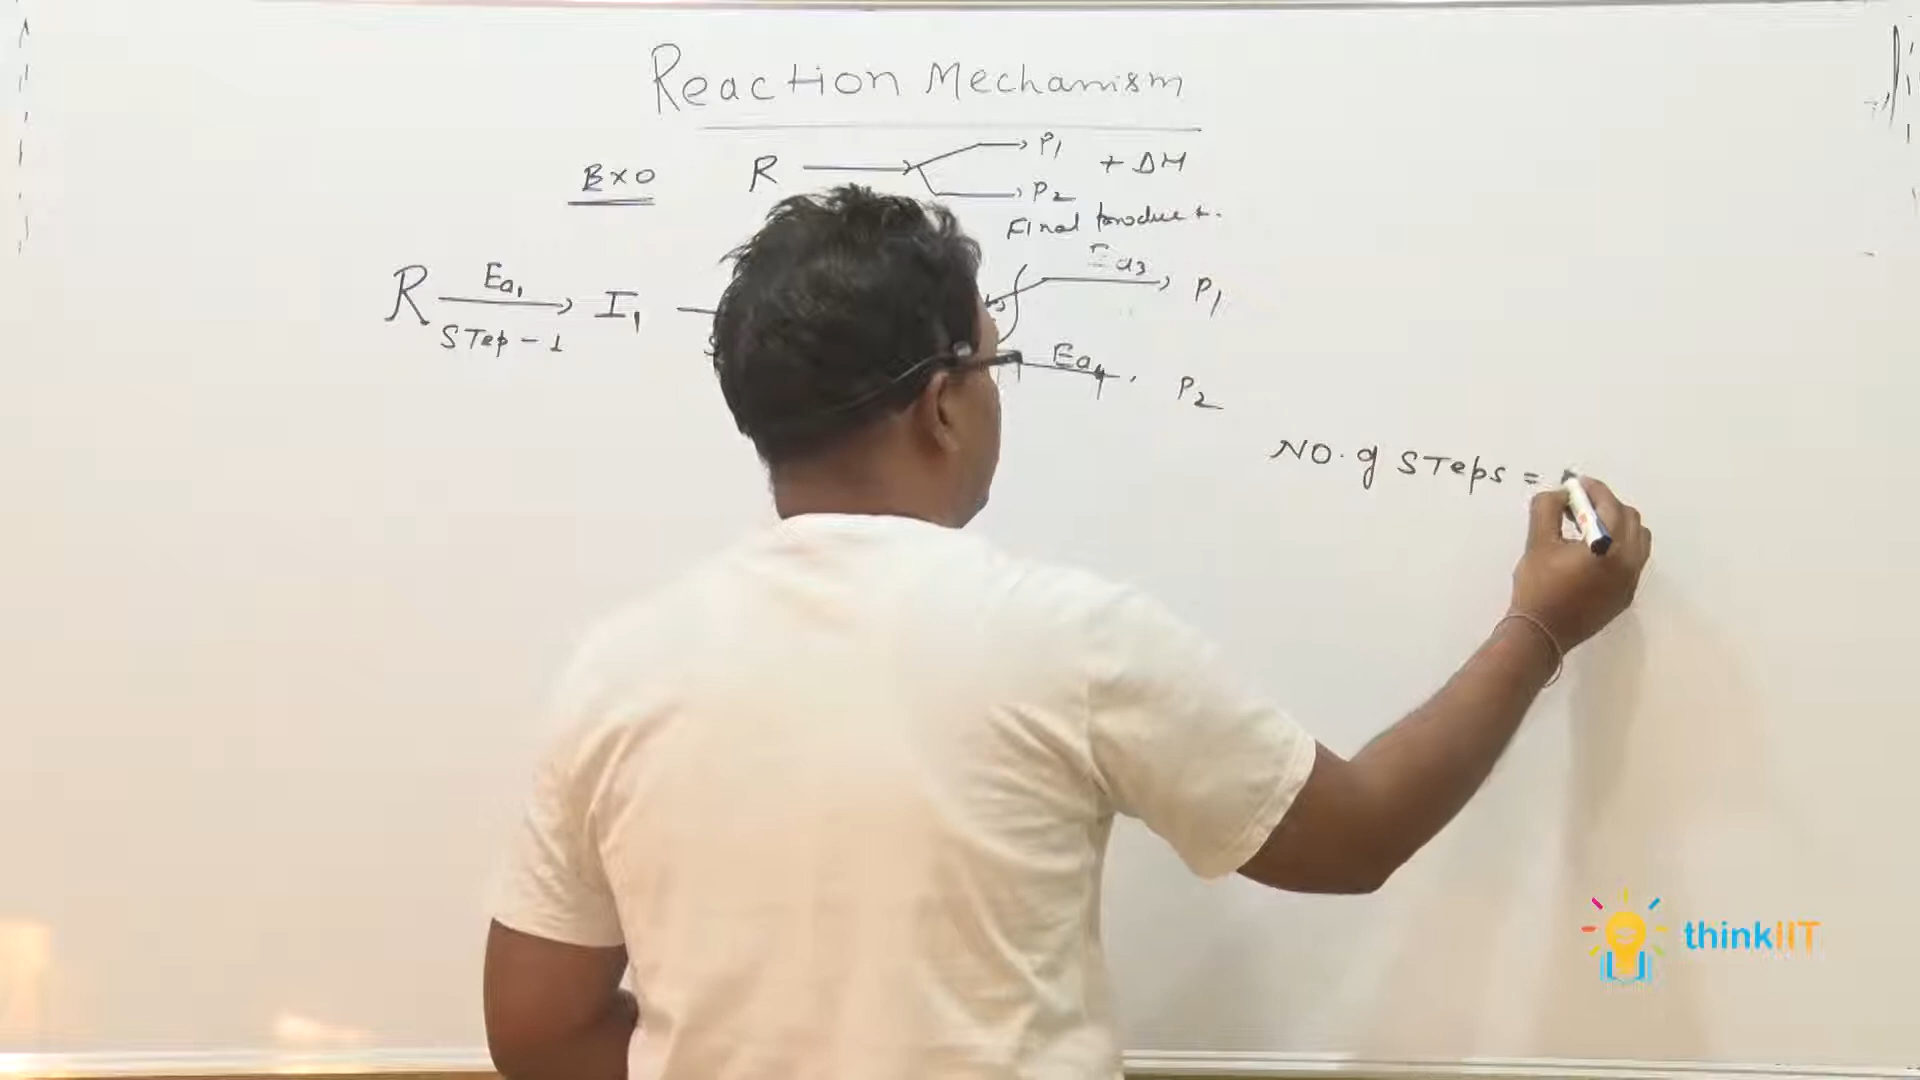 Reaction Mechanism
Ex0 R → P1 + ΔH
P2
Final product.
R Ea1 → I1
STep-1
Ea3 → P1
Ea4 P2
NO. of STeps =
thinkIIT